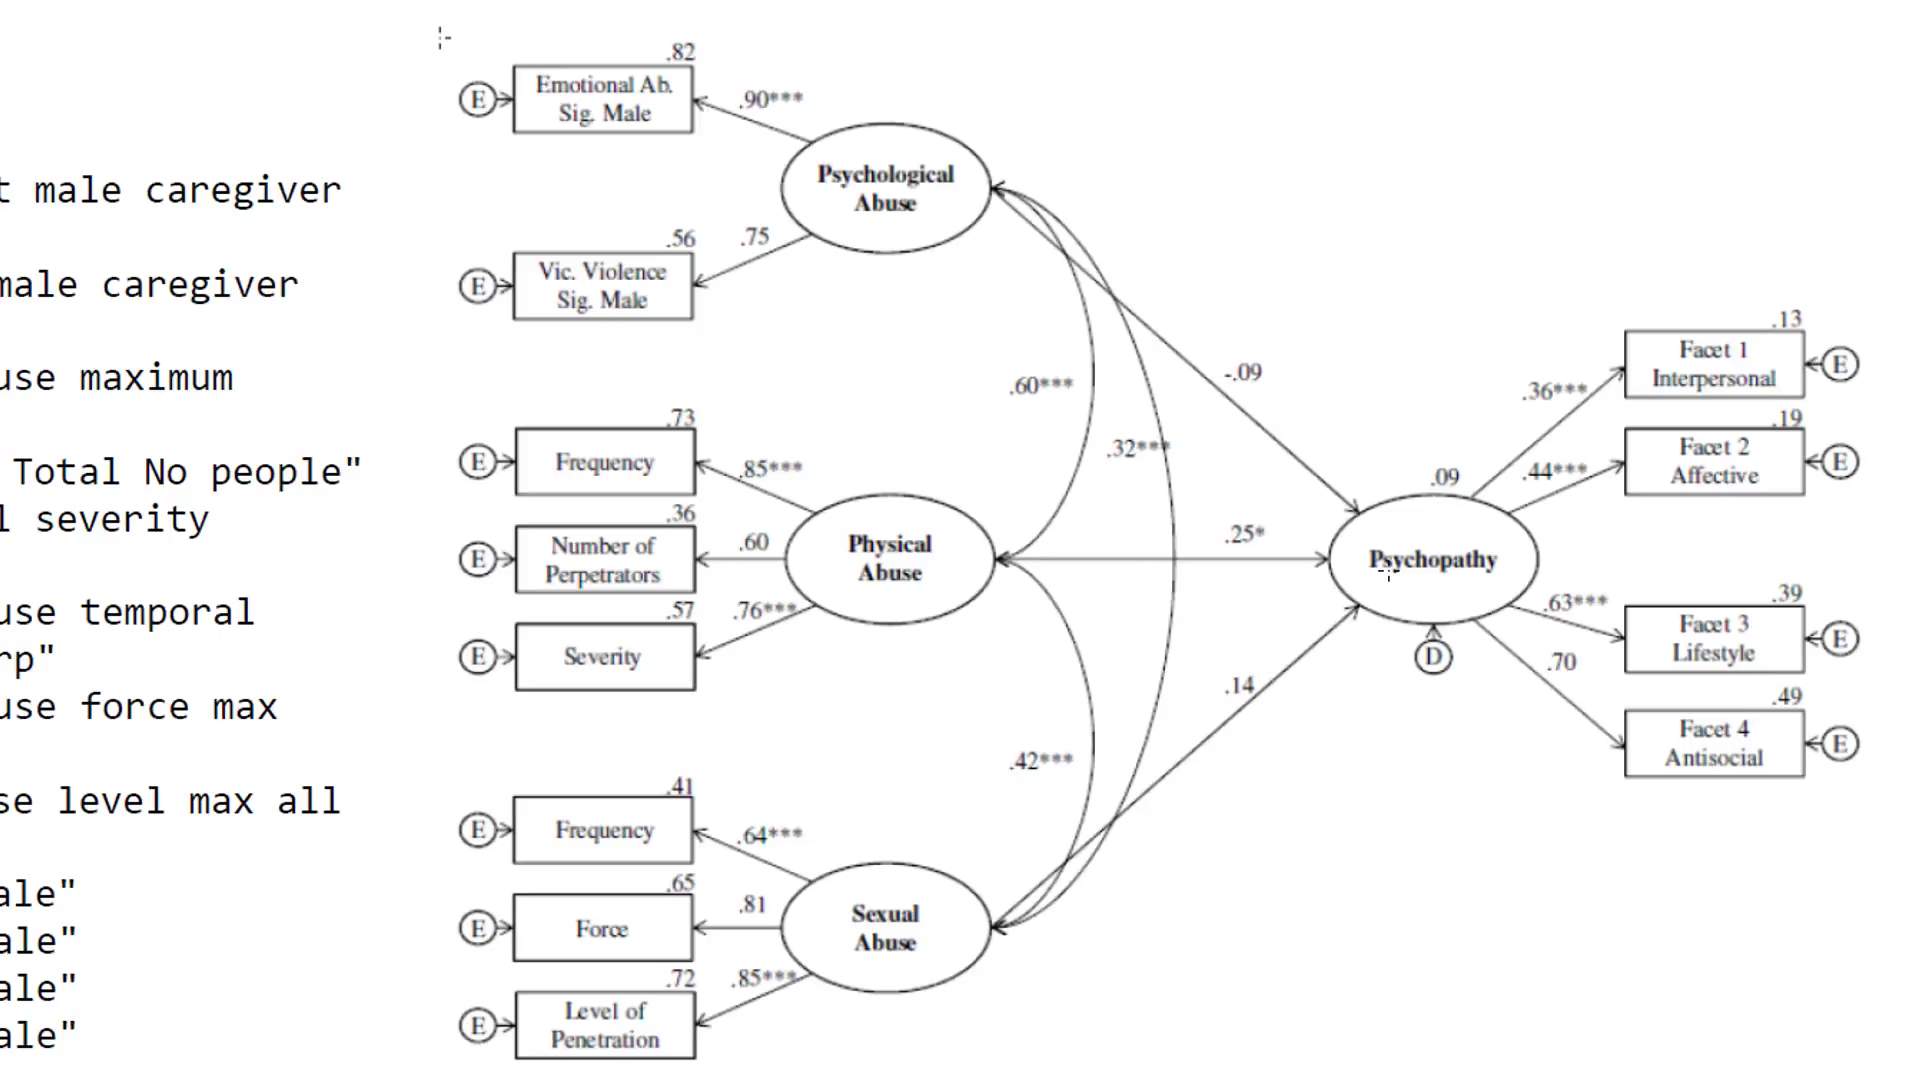 t male caregiver
male caregiver
use maximum
Total No people"
l severity
use temporal
rp"
use force max
se level max all
ale"
ale"
ale"
ale"
.82
E
Emotional Ab.
Sig. Male
.90***
Psychological
Abuse
.56
.75
E
Vic. Violence
Sig. Male
.60***
.32***
-.09
.73
E
Frequency
.85***
.36
E
Number of
Perpetrators
.60
Physical
Abuse
.25*
.57
E
Severity
.76***
.14
.42***
.41
E
Frequency
.64***
.65
E
Force
.81
Sexual
Abuse
.72
E
Level of
Penetration
.85***
.09
Psychopathy
D
.13
.36***
Facet 1
Interpersonal
E
.19
.44***
Facet 2
Affective
E
.39
.63***
Facet 3
Lifestyle
E
.49
.70
Facet 4
Antisocial
E